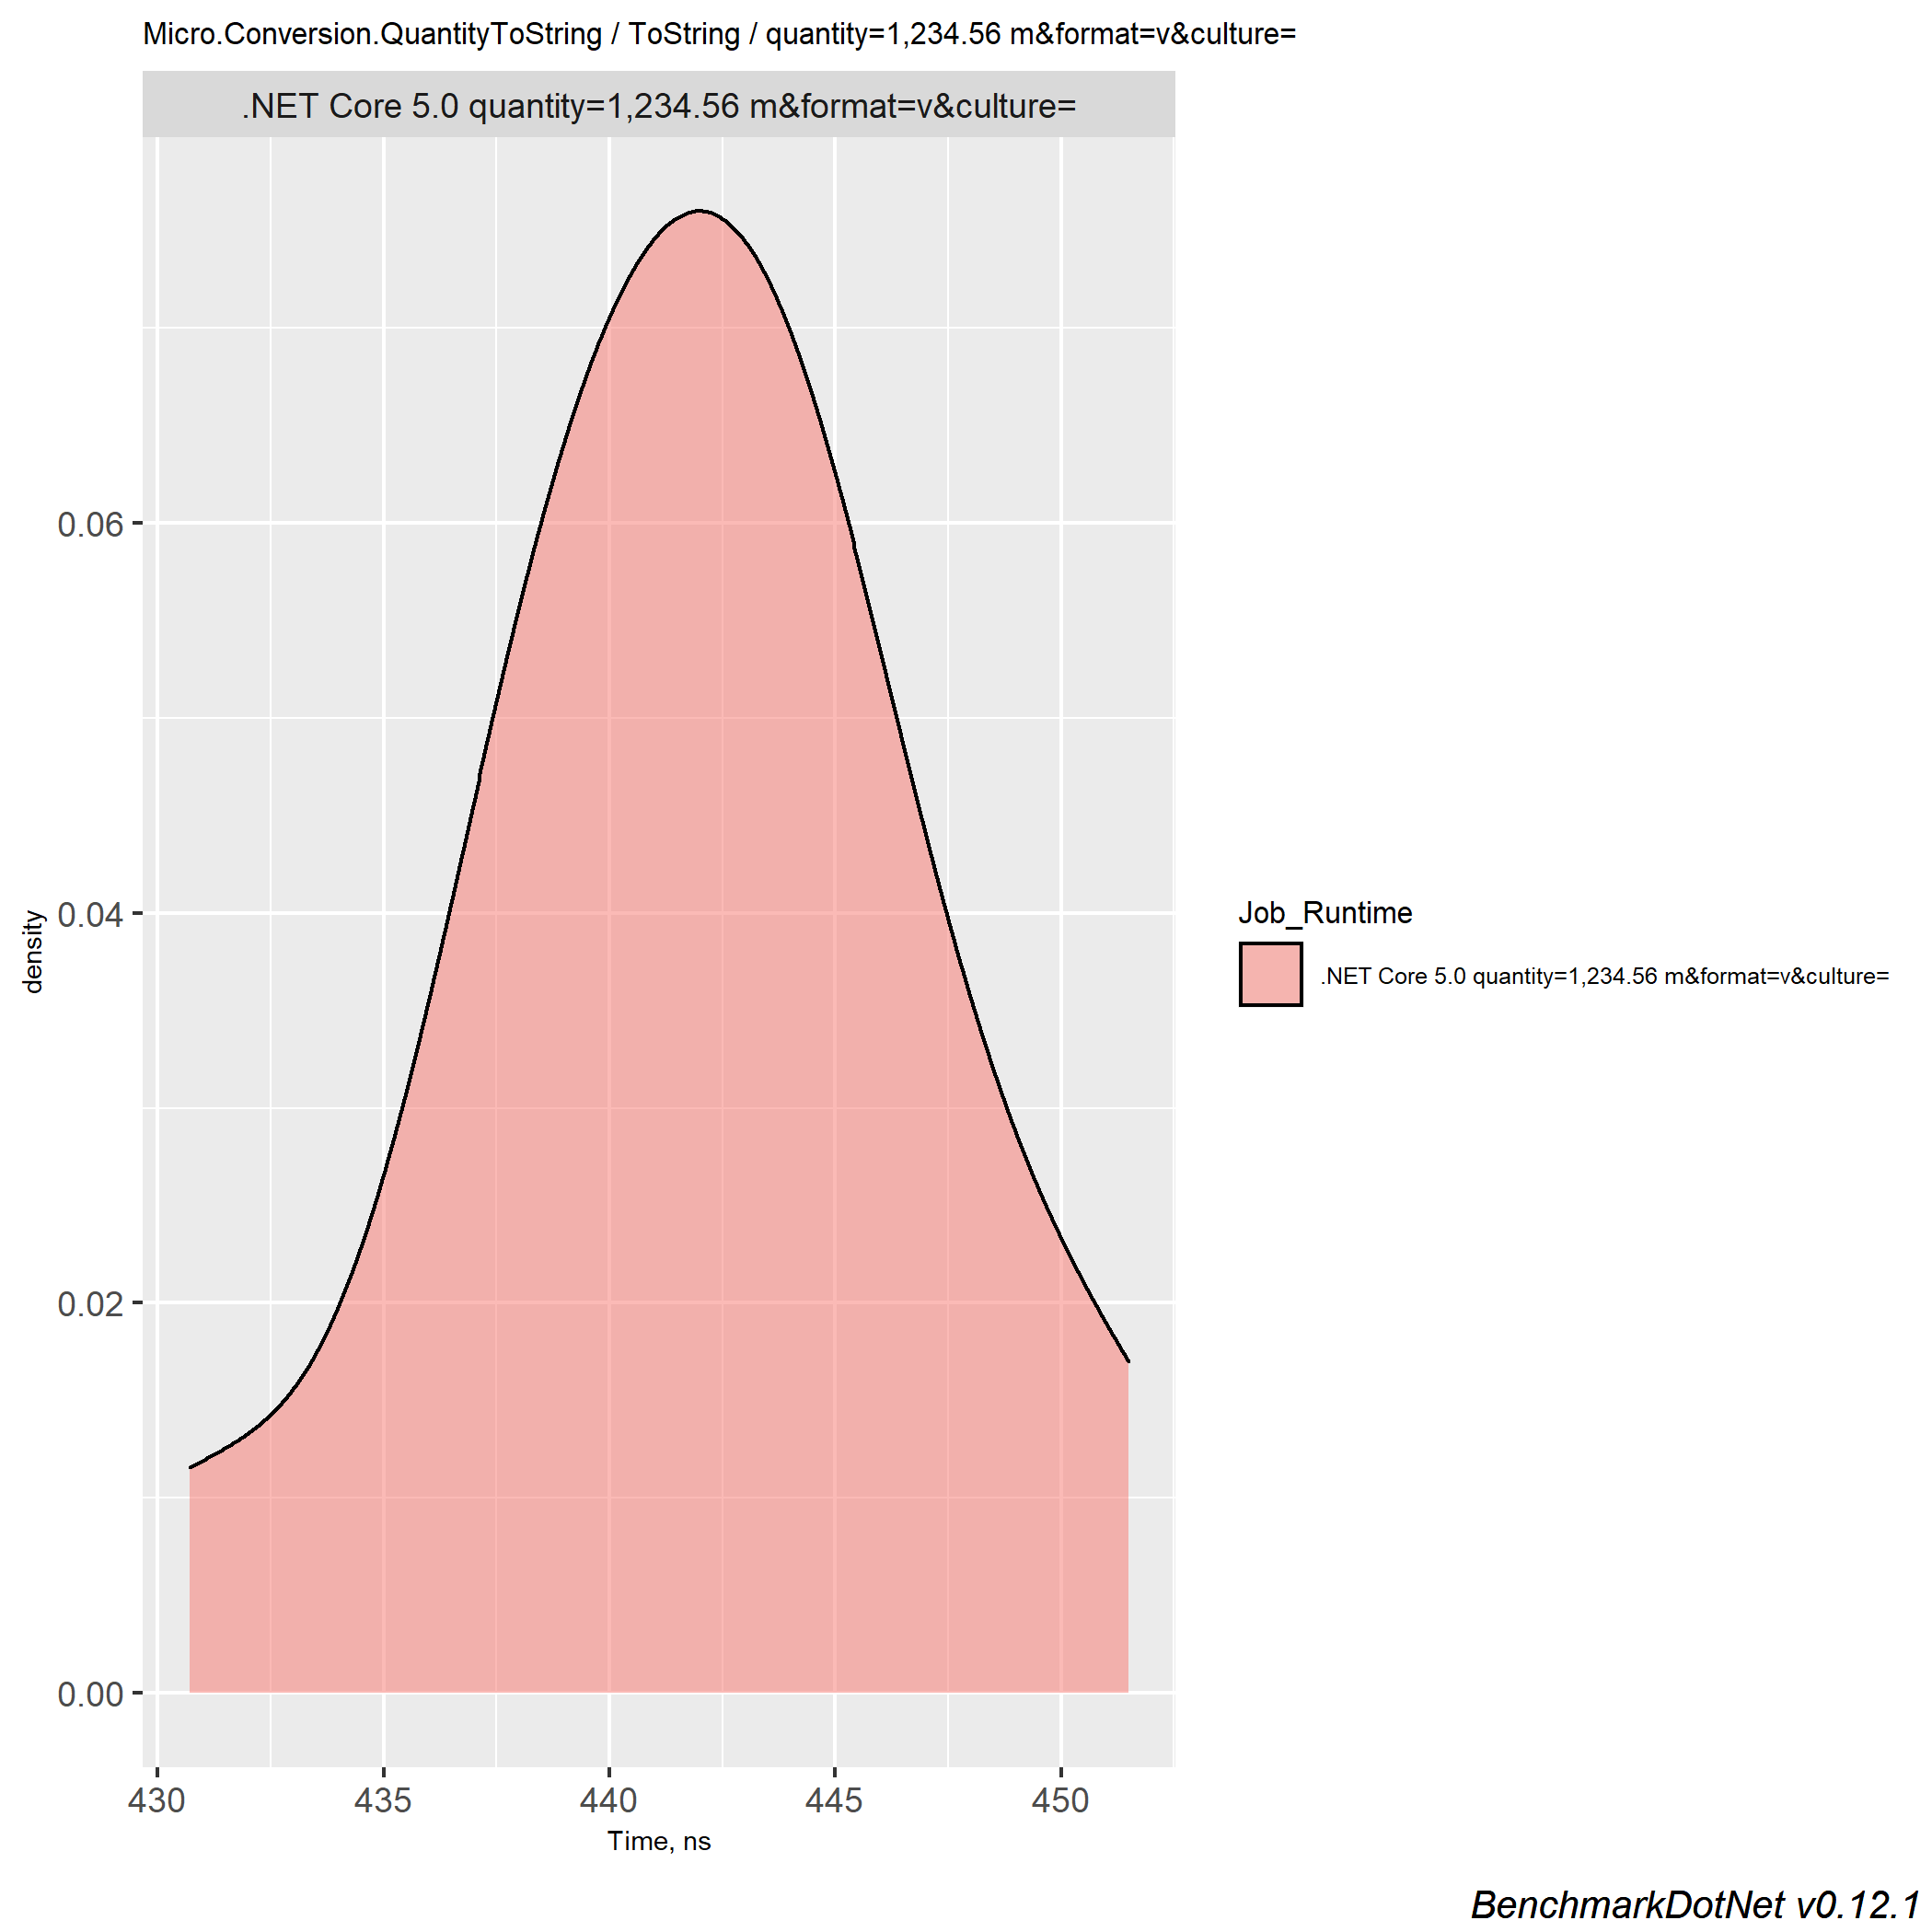 Micro.Conversion.QuantityToString / ToString / quantity=1,234.56 m&format=v&culture=
.NET Core 5.0 quantity=1,234.56 m&format=v&culture=
0.06
0.04
0.02
0.00
density
430 435 440 445 450
Time, ns
Job_Runtime
.NET Core 5.0 quantity=1,234.56 m&format=v&culture=
BenchmarkDotNet v0.12.1